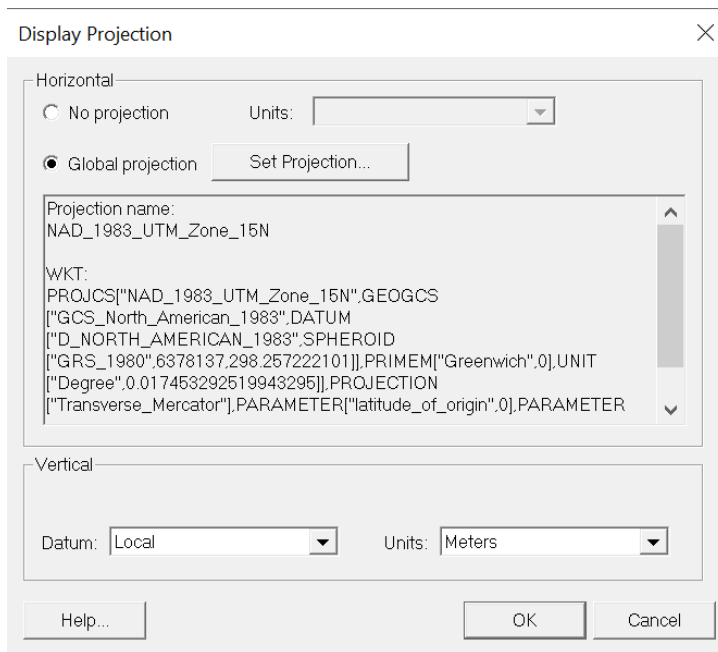 Display Projection
Horizontal
No projection Units:
Global projection Set Projection...
Projection name:
NAD_1983_UTM_Zone_15N
WKT:
PROJCS["NAD_1983_UTM_Zone_15N",GEOGCS
["GCS_North_American_1983",DATUM
["D_NORTH_AMERICAN_1983",SPHEROID
["GRS_1980",6378137,298.257222101]],PRIMEM["Greenwich",0],UNIT
["Degree",0.017453292519943295]],PROJECTION
["Transverse_Mercator"],PARAMETER["latitude_of_origin",0],PARAMETER
Vertical
Datum: Local Units: Meters
Help... OK Cancel